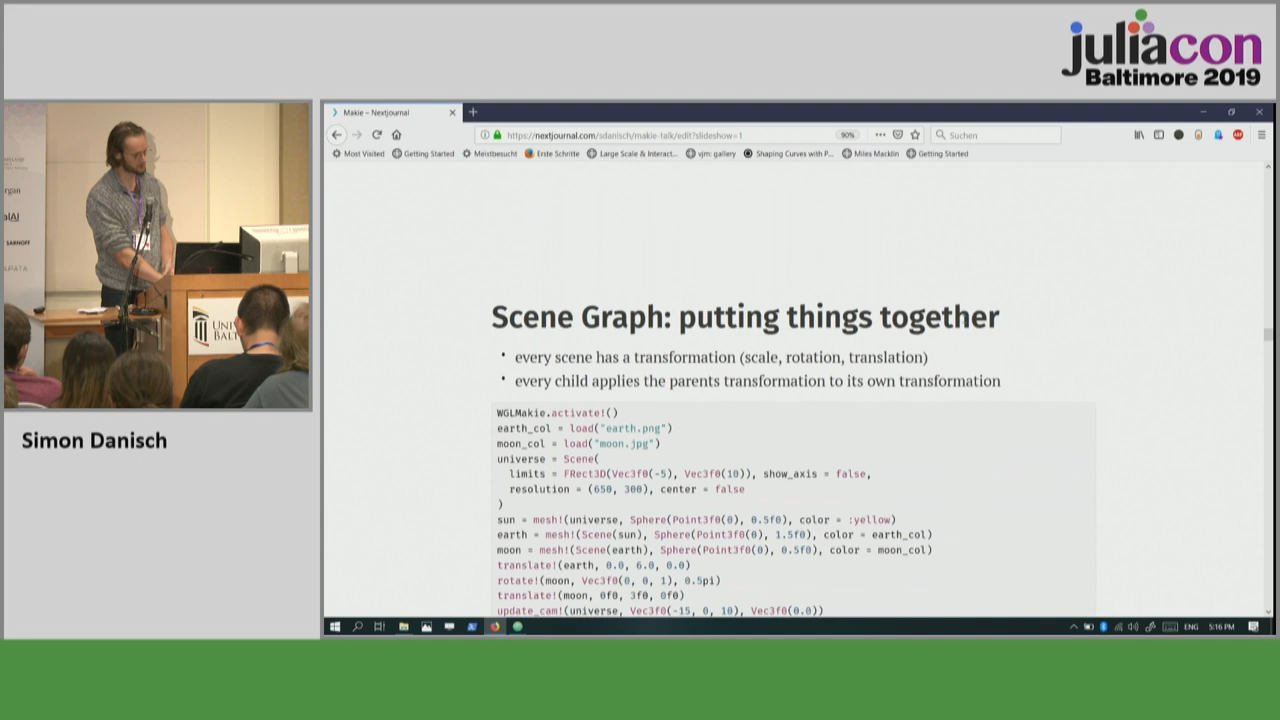 juliacon
Baltimore 2019
Makie – Nextjournal
https://nextjournal.com/sdanisch/makie-talk/edit?slideshow=1
90%
Suchen
Most Visited
Getting Started
Meistbesucht
Erste Schritte
Large Scale & Interact...
vjm: gallery
Shaping Curves with P...
Miles Macklin
Getting Started
SARNOFF
Scene Graph: putting things together
• every scene has a transformation (scale, rotation, translation)
• every child applies the parents transformation to its own transformation
WGLMakie.activate!()
earth_col = load("earth.png")
moon_col = load("moon.jpg")
universe = Scene(
limits = FRect3D(Vec3f0(-5), Vec3f0(10)), show_axis = false,
resolution = (650, 300), center = false
)
sun = mesh!(universe, Sphere(Point3f0(0), 0.5f0), color = :yellow)
earth = mesh!(Scene(sun), Sphere(Point3f0(0), 1.5f0), color = earth_col)
moon = mesh!(Scene(earth), Sphere(Point3f0(0), 0.5f0), color = moon_col)
translate!(earth, 0.0, 6.0, 0.0)
rotate!(moon, Vec3f0(0, 0, 1), 0.5pi)
translate!(moon, 0f0, 3f0, 0f0)
update_cam!(universe, Vec3f0(-15, 0, 10), Vec3f0(0.0))
ENG
5:16 PM
Simon Danisch